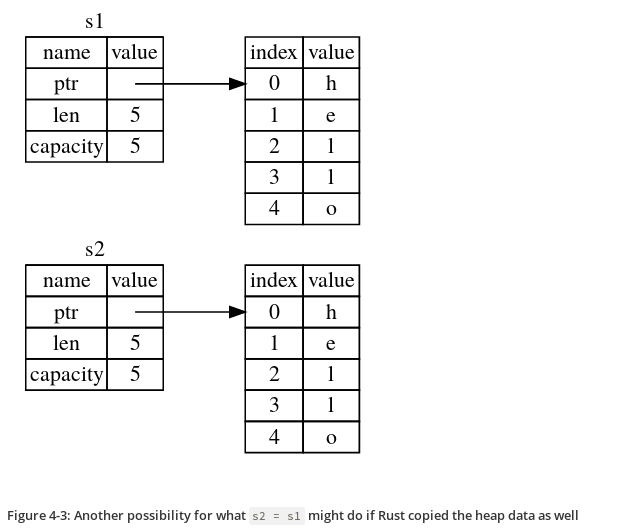 s1
name value index value
ptr 0 h
len 5 1 e
capacity 5 2 l
3 l
4 o
s2
name value index value
ptr 0 h
len 5 1 e
capacity 5 2 l
3 l
4 o
Figure 4-3: Another possibility for what s2 = s1 might do if Rust copied the heap data as well